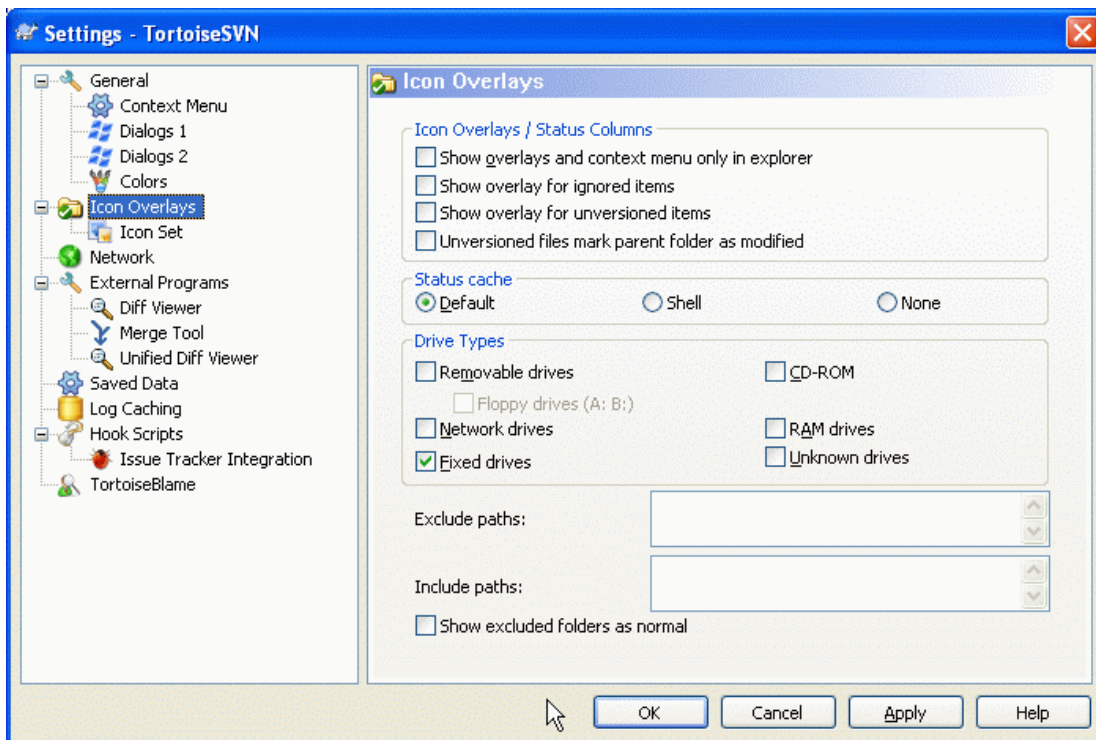 Settings - TortoiseSVN
General
Context Menu
Dialogs 1
Dialogs 2
Colors
Icon Overlays
Icon Set
Network
External Programs
Diff Viewer
Merge Tool
Unified Diff Viewer
Saved Data
Log Caching
Hook Scripts
Issue Tracker Integration
TortoiseBlame
Icon Overlays
Icon Overlays / Status Columns
Show overlays and context menu only in explorer
Show overlay for ignored items
Show overlay for unversioned items
Unversioned files mark parent folder as modified
Status cache
Default Shell None
Drive Types
Removable drives CD-ROM
Floppy drives (A: B:)
Network drives RAM drives
Fixed drives Unknown drives
Exclude paths:
Include paths:
Show excluded folders as normal
OK Cancel Apply Help